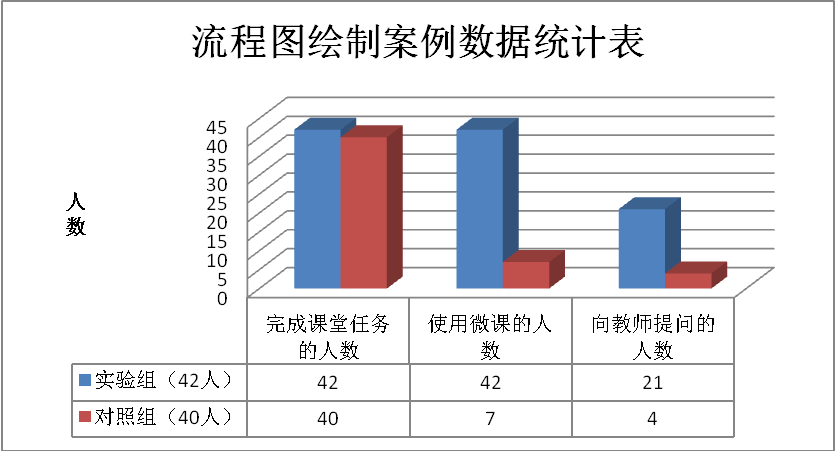 流程图绘制案例数据统计表
人
数
45
40
35
30
25
20
15
10
5
0
完成课堂任务
的人数
使用微课的人
数
向教师提问的
人数
实验组（42人） 42 42 21
对照组（40人） 40 7 4